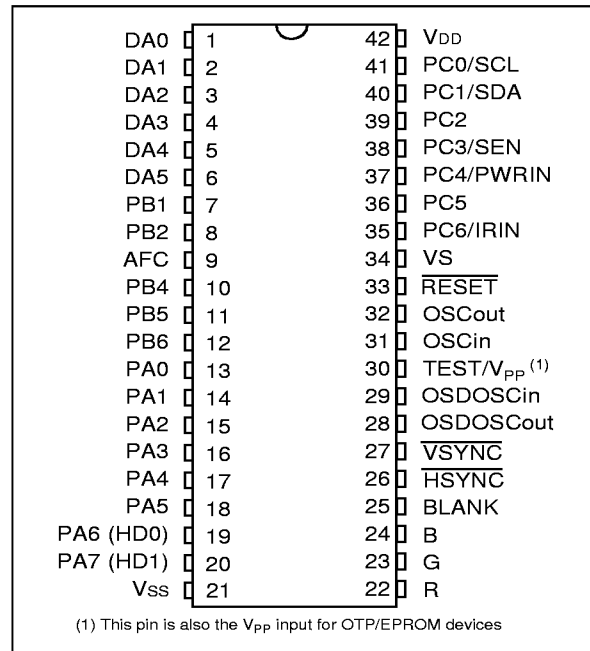 DA0 1 42 VDD
DA1 2 41 PC0/SCL
DA2 3 40 PC1/SDA
DA3 4 39 PC2
DA4 5 38 PC3/SEN
DA5 6 37 PC4/PWRIN
PB1 7 36 PC5
PB2 8 35 PC6/IRIN
AFC 9 34 VS
PB4 10 33 RESET
PB5 11 32 OSCout
PB6 12 31 OSCin
PA0 13 30 TEST/VPP (1)
PA1 14 29 OSDOSCin
PA2 15 28 OSDOSCout
PA3 16 27 VSYNC
PA4 17 26 HSYNC
PA5 18 25 BLANK
PA6 (HD0) 19 24 B
PA7 (HD1) 20 23 G
VSS 21 22 R
(1) This pin is also the VPP input for OTP/EPROM devices